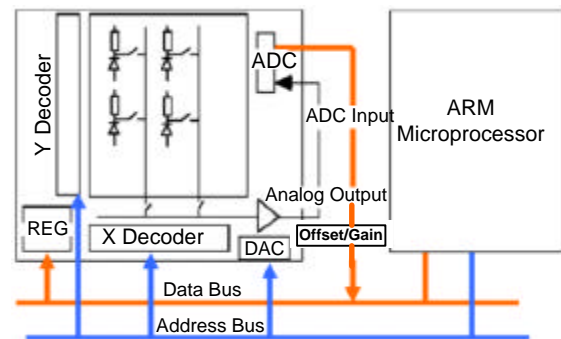 Y Decoder
ADC
ADC Input
ARM
Microprocessor
Analog Output
REG
X Decoder
DAC
Offset/Gain
Data Bus
Address Bus